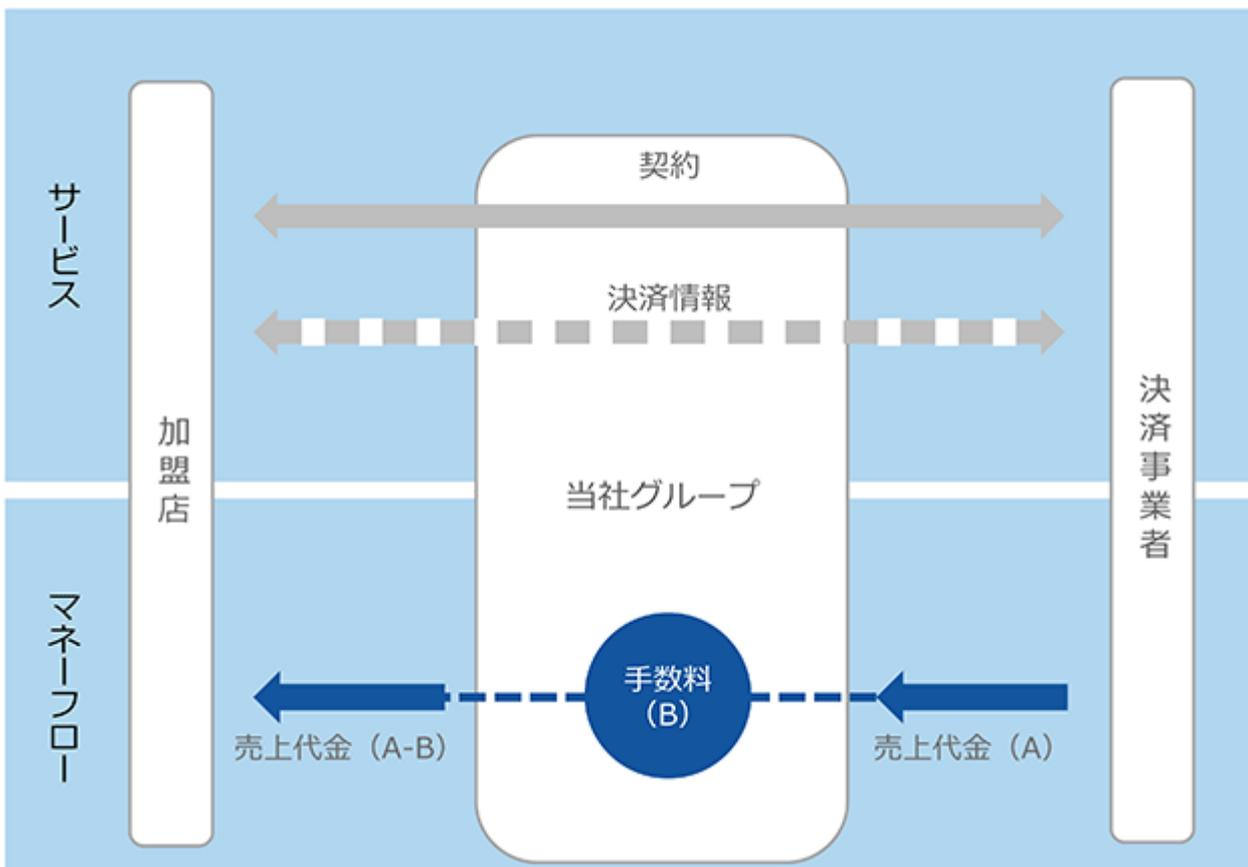 サービス
契約
決済情報
加盟店
当社グループ
決済事業者
マネーフロー
手数料
（B）
売上代金（A-B）
売上代金（A）